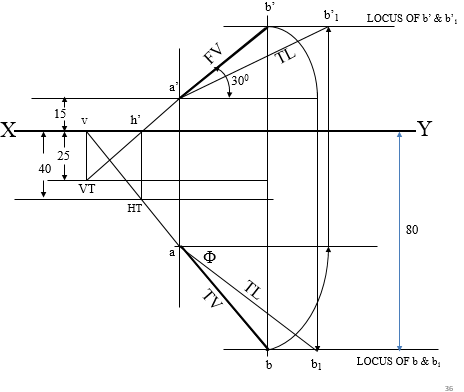 b' b'1
LOCUS OF b' & b'1
FV TL
30⁰
a'
15 v h'
X Y
25
40
VT
HT
80
a Φ
TV TL
b b1
LOCUS OF b & b1
36